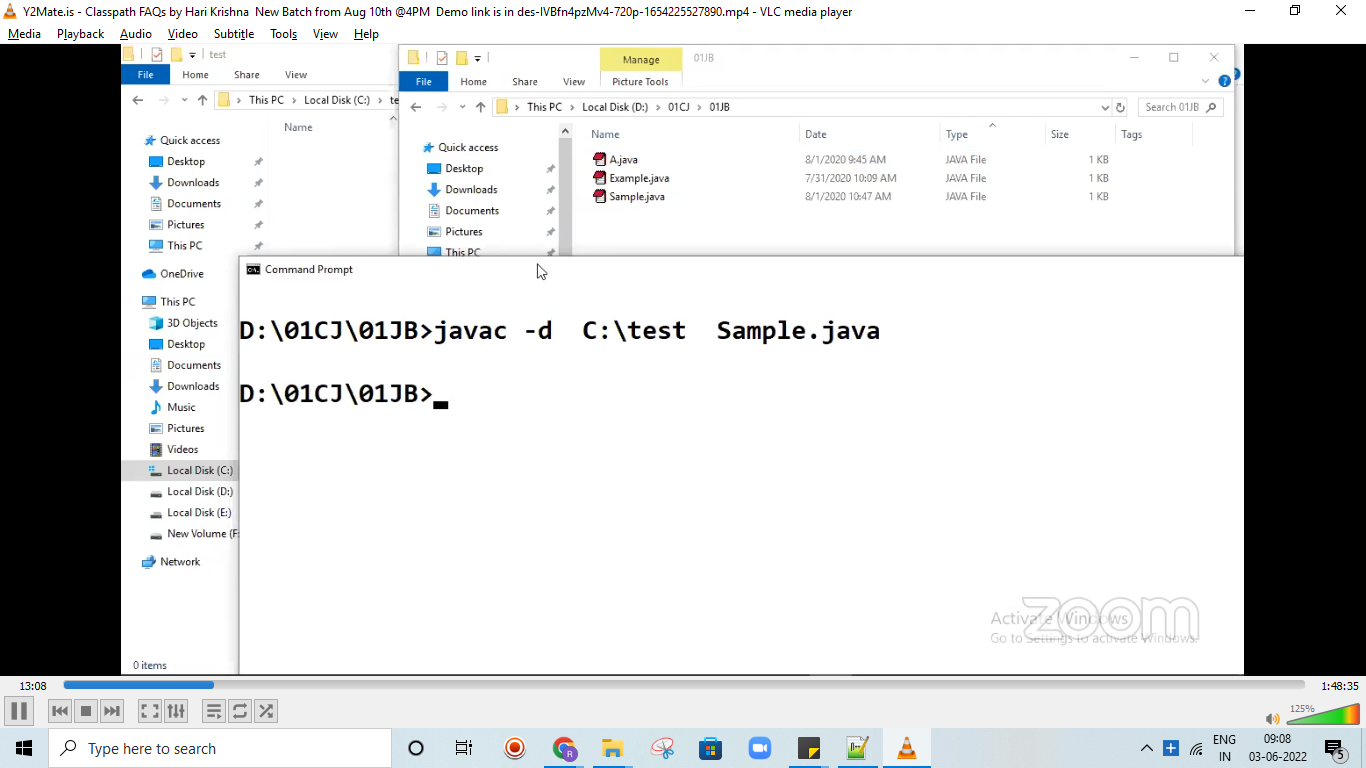 Y2Mate.is - Classpath FAQs by Hari Krishna  New Batch from Aug 10th @4PM  Demo link is in des-IVBfn4pzMv4-720p-1654225527890.mp4 - VLC media player
Media Playback Audio Video Subtitle Tools View Help
test
File Home Share View
This PC Local Disk (C:) te
Name
Quick access
Desktop
Downloads
Documents
Pictures
This PC
OneDrive
This PC
3D Objects
Desktop
Documents
Downloads
Music
Pictures
Videos
Local Disk (C:)
Local Disk (D:)
Local Disk (E:)
New Volume (F:
Network
0 items
Manage 01JB
File Home Share View Picture Tools
This PC Local Disk (D:) 01CJ 01JB Search 01JB
Quick access
Desktop
Downloads
Documents
Pictures
This PC
Name Date Type Size Tags
A.java 8/1/2020 9:45 AM JAVA File 1 KB
Example.java 7/31/2020 10:09 AM JAVA File 1 KB
Sample.java 8/1/2020 10:47 AM JAVA File 1 KB
Command Prompt
D:\01CJ\01JB>javac -d  C:\test  Sample.java
D:\01CJ\01JB>
zoom
Activate Windows
Go to Settings to activate Windows.
13:08 1:48:35
125%
Type here to search
ENG
IN
09:08
03-06-2022
5